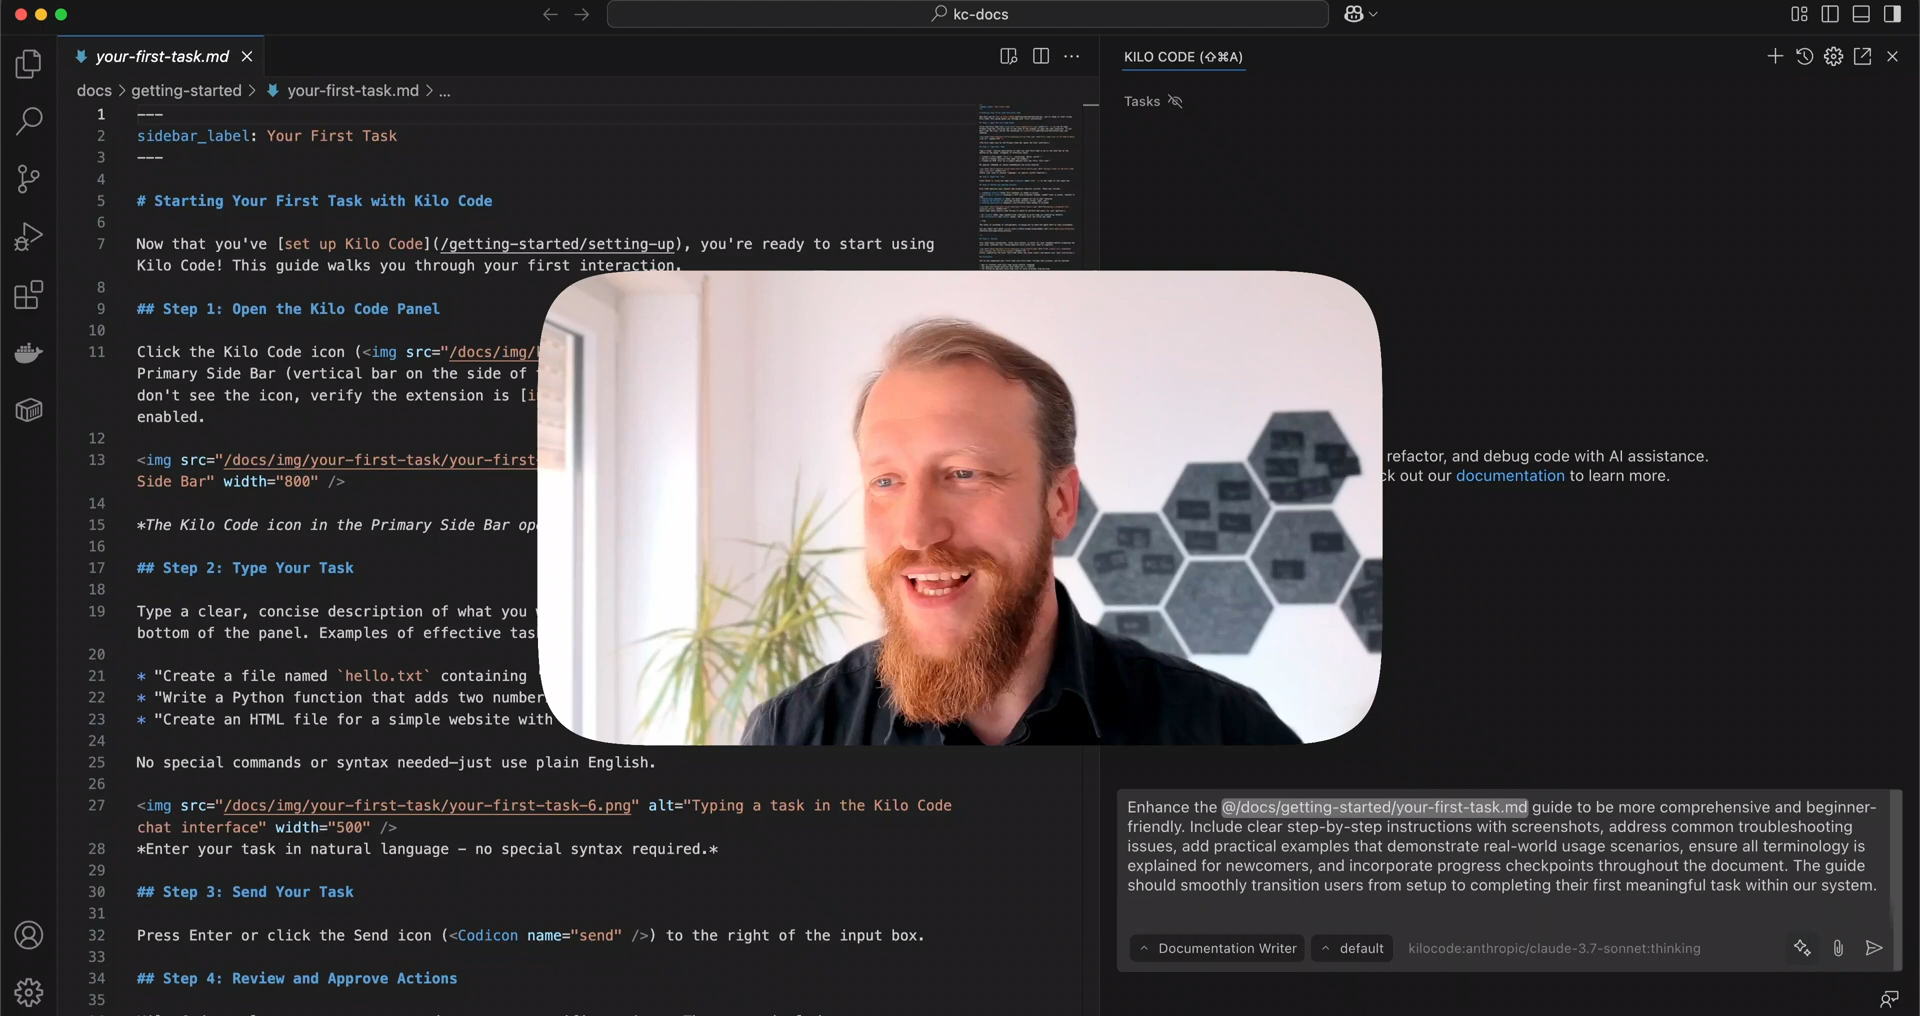 kc-docs
your-first-task.md
docs > getting-started > your-first-task.md > ...
1 ---
2 sidebar_label: Your First Task
3 ---
4
5 # Starting Your First Task with Kilo Code
6
7 Now that you've [set up Kilo Code](/getting-started/setting-up), you're ready to start using
Kilo Code! This guide walks you through your first interaction.
8
9 ## Step 1: Open the Kilo Code Panel
10
11 Click the Kilo Code icon (<img src="/docs/img/
Primary Side Bar (vertical bar on the side of
don't see the icon, verify the extension is [
enabled.
12
13 <img src="/docs/img/your-first-task/your-first-
Side Bar" width="800" />
14
15 *The Kilo Code icon in the Primary Side Bar
16
17 ## Step 2: Type Your Task
18
19 Type a clear, concise description of what you
bottom of the panel. Examples of effective
20
21 * "Create a file named `hello.txt` containing
22 * "Write a Python function that adds two
23 * "Create an HTML file for a simple website with
24
25 No special commands or syntax needed—just use plain English.
26
27 <img src="/docs/img/your-first-task/your-first-task-6.png" alt="Typing a task in the Kilo Code
chat interface" width="500" />
28 *Enter your task in natural language - no special syntax required.*
29
30 ## Step 3: Send Your Task
31
32 Press Enter or click the Send icon (<Codicon name="send" />) to the right of the input box.
33
34 ## Step 4: Review and Approve Actions
35
KILO CODE (⇧⌘A)
Tasks
refactor, and debug code with AI assistance.
ck out our documentation to learn more.
Enhance the @/docs/getting-started/your-first-task.md guide to be more comprehensive and beginner-
friendly. Include clear step-by-step instructions with screenshots, address common troubleshooting
issues, add practical examples that demonstrate real-world usage scenarios, ensure all terminology is
explained for newcomers, and incorporate progress checkpoints throughout the document. The guide
should smoothly transition users from setup to completing their first meaningful task within our system.
Documentation Writer default kilocode:anthropic/claude-3.7-sonnet:thinking